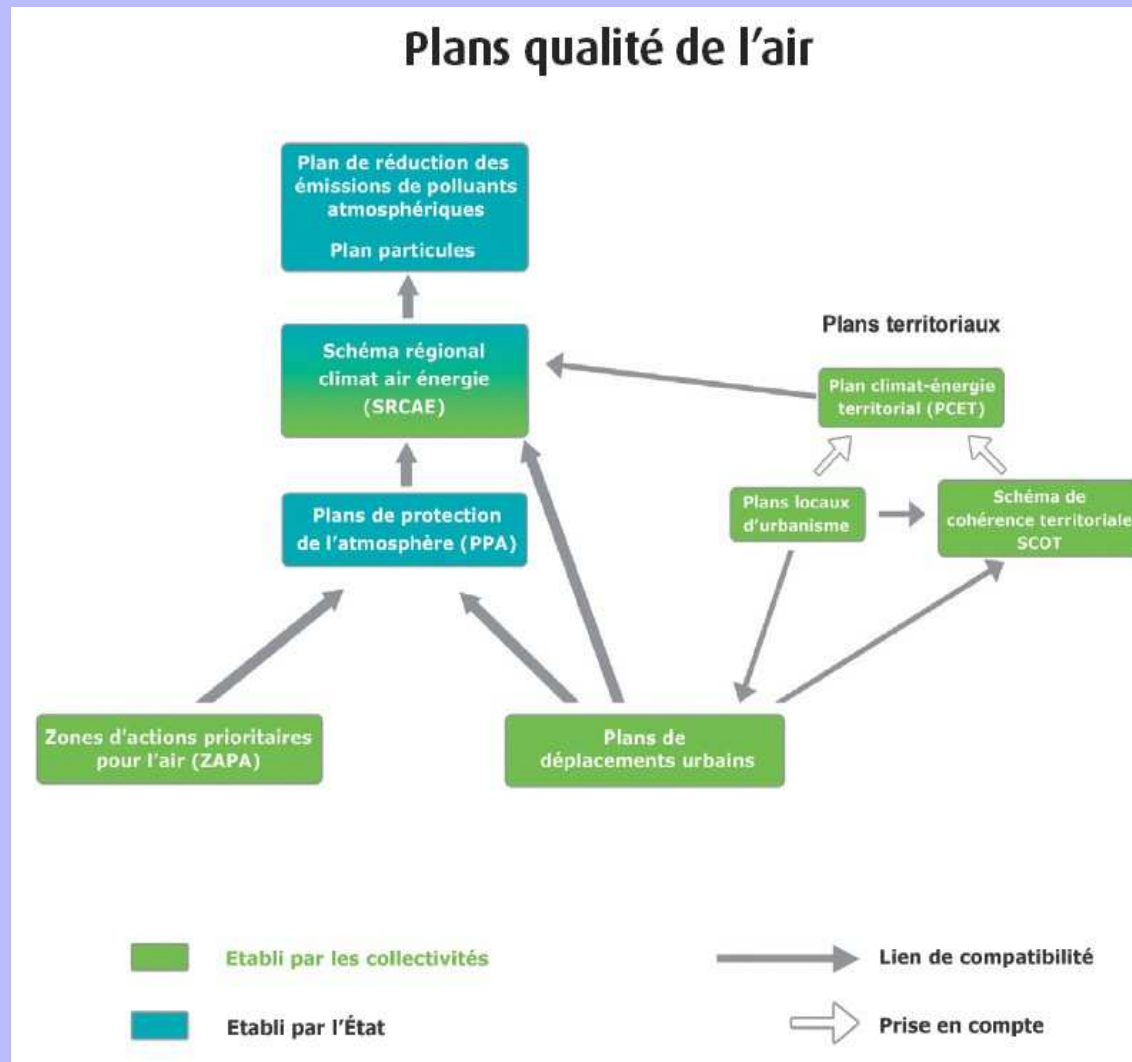 Plans qualité de l'air
Plan de réduction des
émissions de polluants
atmosphériques
Plan particules
Schéma régional
climat air énergie
(SRCAE)
Plans territoriaux
Plan climat-énergie
territorial (PCET)
Plans de protection
de l'atmosphère (PPA)
Plans locaux
d'urbanisme
Schéma de
cohérence territoriale
SCOT
Zones d'actions prioritaires
pour l'air (ZAPA)
Plans de
déplacements urbains
Etabli par les collectivités
Lien de compatibilité
Etabli par l'État
Prise en compte